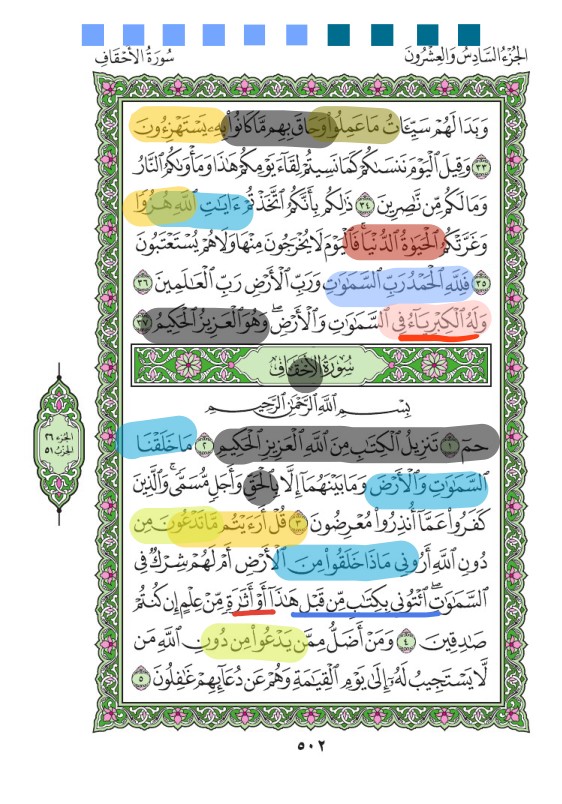 الجُزْءُ السَّادِسُ وَالعِشْرُونَ
سُورَةُ الأَحْقَافِ
وَبَدَا لَهُمْ سَيِّـَٔاتُ مَا عَمِلُوا۟ وَحَاقَ بِهِم مَّا كَانُوا۟ بِهِۦ يَسْتَهْزِءُونَ
٣٣ وَقِيلَ ٱلْيَوْمَ نَنسَىٰكُمْ كَمَا نَسِيتُمْ لِقَآءَ يَوْمِكُمْ هَٰذَا وَمَأْوَىٰكُمُ ٱلنَّارُ
وَمَا لَكُم مِّن نَّٰصِرِينَ ٣٤ ذَٰلِكُم بِأَنَّكُمُ ٱتَّخَذْتُمْ ءَايَٰتِ ٱللَّهِ هُزُوًا
وَغَرَّتْكُمُ ٱلْحَيَوٰةُ ٱلدُّنْيَا ۚ فَٱلْيَوْمَ لَا يُخْرَجُونَ مِنْهَا وَلَا هُمْ يُسْتَعْتَبُونَ
٣٥ فَلِلَّهِ ٱلْحَمْدُ رَبِّ ٱلسَّمَٰوَٰتِ وَرَبِّ ٱلْأَرْضِ رَبِّ ٱلْعَٰلَمِينَ ٣٦
وَلَهُ ٱلْكِبْرِيَآءُ فِى ٱلسَّمَٰوَٰتِ وَٱلْأَرْضِ ۖ وَهُوَ ٱلْعَزِيزُ ٱلْحَكِيمُ ٣٧
سُورَةُ الأَحْقَافِ
بِسْمِ ٱللَّهِ ٱلرَّحْمَٰنِ ٱلرَّحِيمِ
حمٓ ١ تَنزِيلُ ٱلْكِتَٰبِ مِنَ ٱللَّهِ ٱلْعَزِيزِ ٱلْحَكِيمِ ٢ مَا خَلَقْنَا
ٱلسَّمَٰوَٰتِ وَٱلْأَرْضَ وَمَا بَيْنَهُمَآ إِلَّا بِٱلْحَقِّ وَأَجَلٍ مُّسَمًّى ۚ وَٱلَّذِينَ
كَفَرُوا۟ عَمَّآ أُنذِرُوا۟ مُعْرِضُونَ ٣ قُلْ أَرَءَيْتُم مَّا تَدْعُونَ مِن
دُونِ ٱللَّهِ أَرُونِى مَاذَا خَلَقُوا۟ مِنَ ٱلْأَرْضِ أَمْ لَهُمْ شِرْكٌ فِى
ٱلسَّمَٰوَٰتِ ۖ ٱئْتُونِى بِكِتَٰبٍ مِّن قَبْلِ هَٰذَآ أَوْ أَثَٰرَةٍ مِّنْ عِلْمٍ إِن كُنتُمْ
صَٰدِقِينَ ٤ وَمَنْ أَضَلُّ مِمَّن يَدْعُوا۟ مِن دُونِ ٱللَّهِ مَن
لَّا يَسْتَجِيبُ لَهُۥٓ إِلَىٰ يَوْمِ ٱلْقِيَٰمَةِ وَهُمْ عَن دُعَآئِهِمْ غَٰفِلُونَ ٥
الجزء ٢٦
الحزب ٥١
٥٠٢